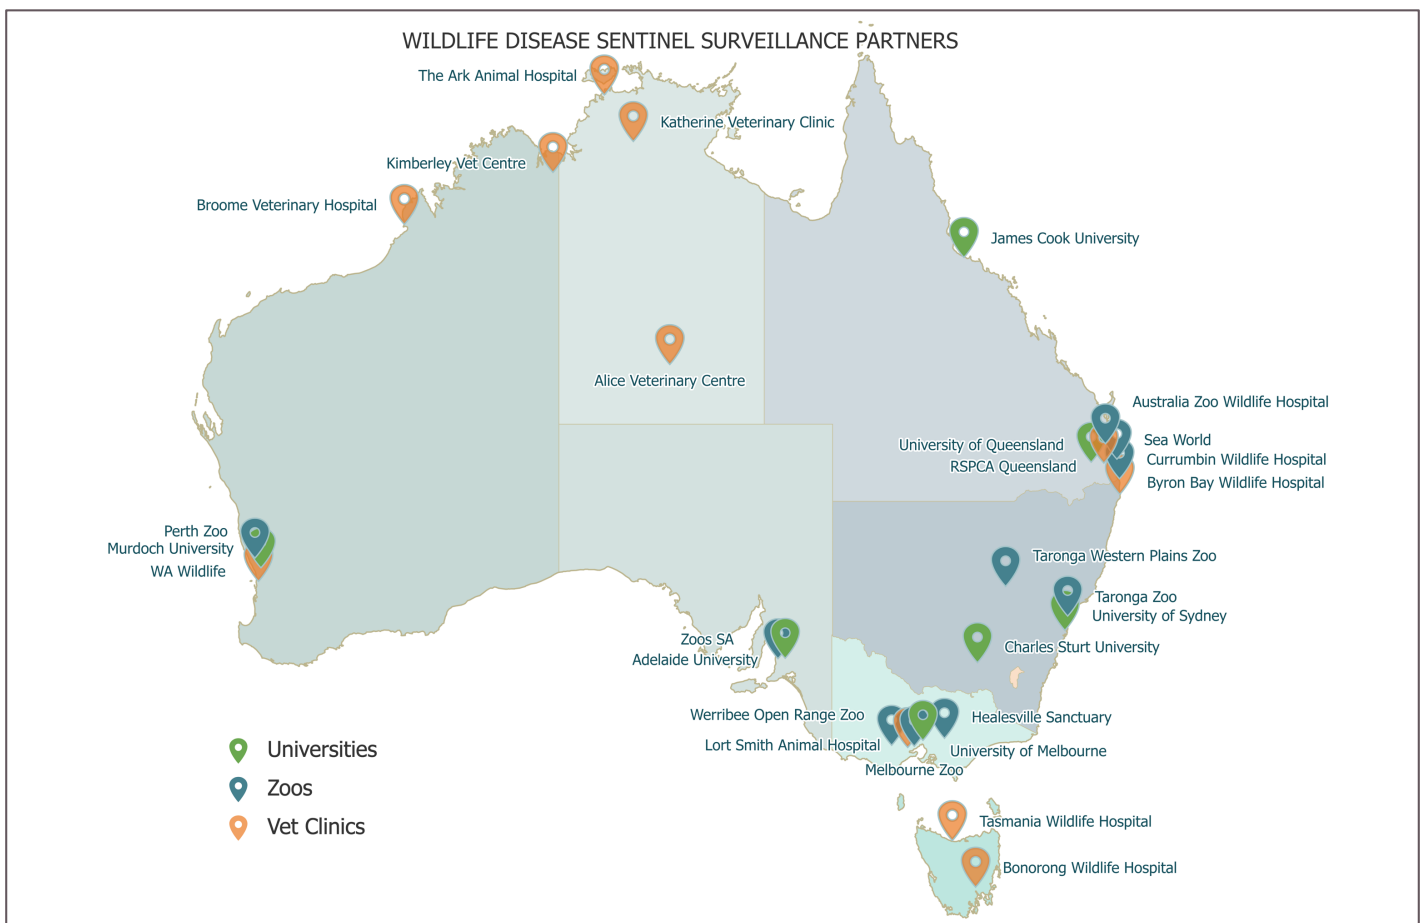 WILDLIFE DISEASE SENTINEL SURVEILLANCE PARTNERS
The Ark Animal Hospital
Katherine Veterinary Clinic
Kimberley Vet Centre
Broome Veterinary Hospital
James Cook University
Alice Veterinary Centre
Australia Zoo Wildlife Hospital
University of Queensland
Sea World
RSPCA Queensland
Currumbin Wildlife Hospital
Byron Bay Wildlife Hospital
Perth Zoo
Murdoch University
WA Wildlife
Taronga Western Plains Zoo
Taronga Zoo
University of Sydney
Zoos SA
Adelaide University
Charles Sturt University
Werribee Open Range Zoo
Healesville Sanctuary
Lort Smith Animal Hospital
University of Melbourne
Melbourne Zoo
Universities
Zoos
Vet Clinics
Tasmania Wildlife Hospital
Bonorong Wildlife Hospital